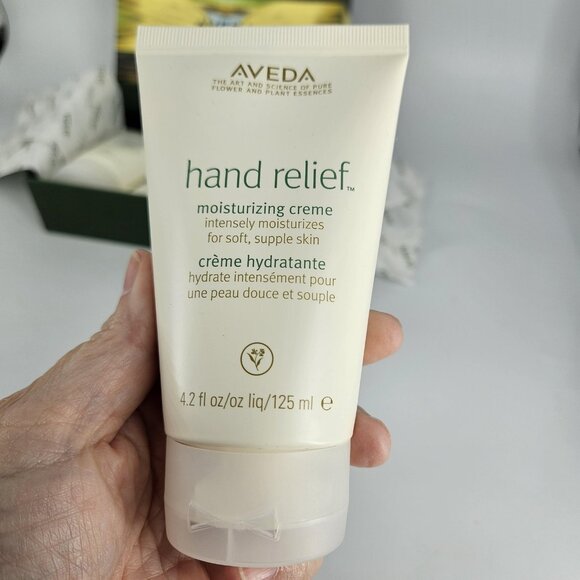 AVEDA
THE ART AND SCIENCE OF PURE
FLOWER AND PLANT ESSENCES
hand relief™
moisturizing creme
intensely moisturizes
for soft, supple skin
crème hydratante
hydrate intensément pour
une peau douce et souple
4.2 fl oz/oz liq/125 ml ℮